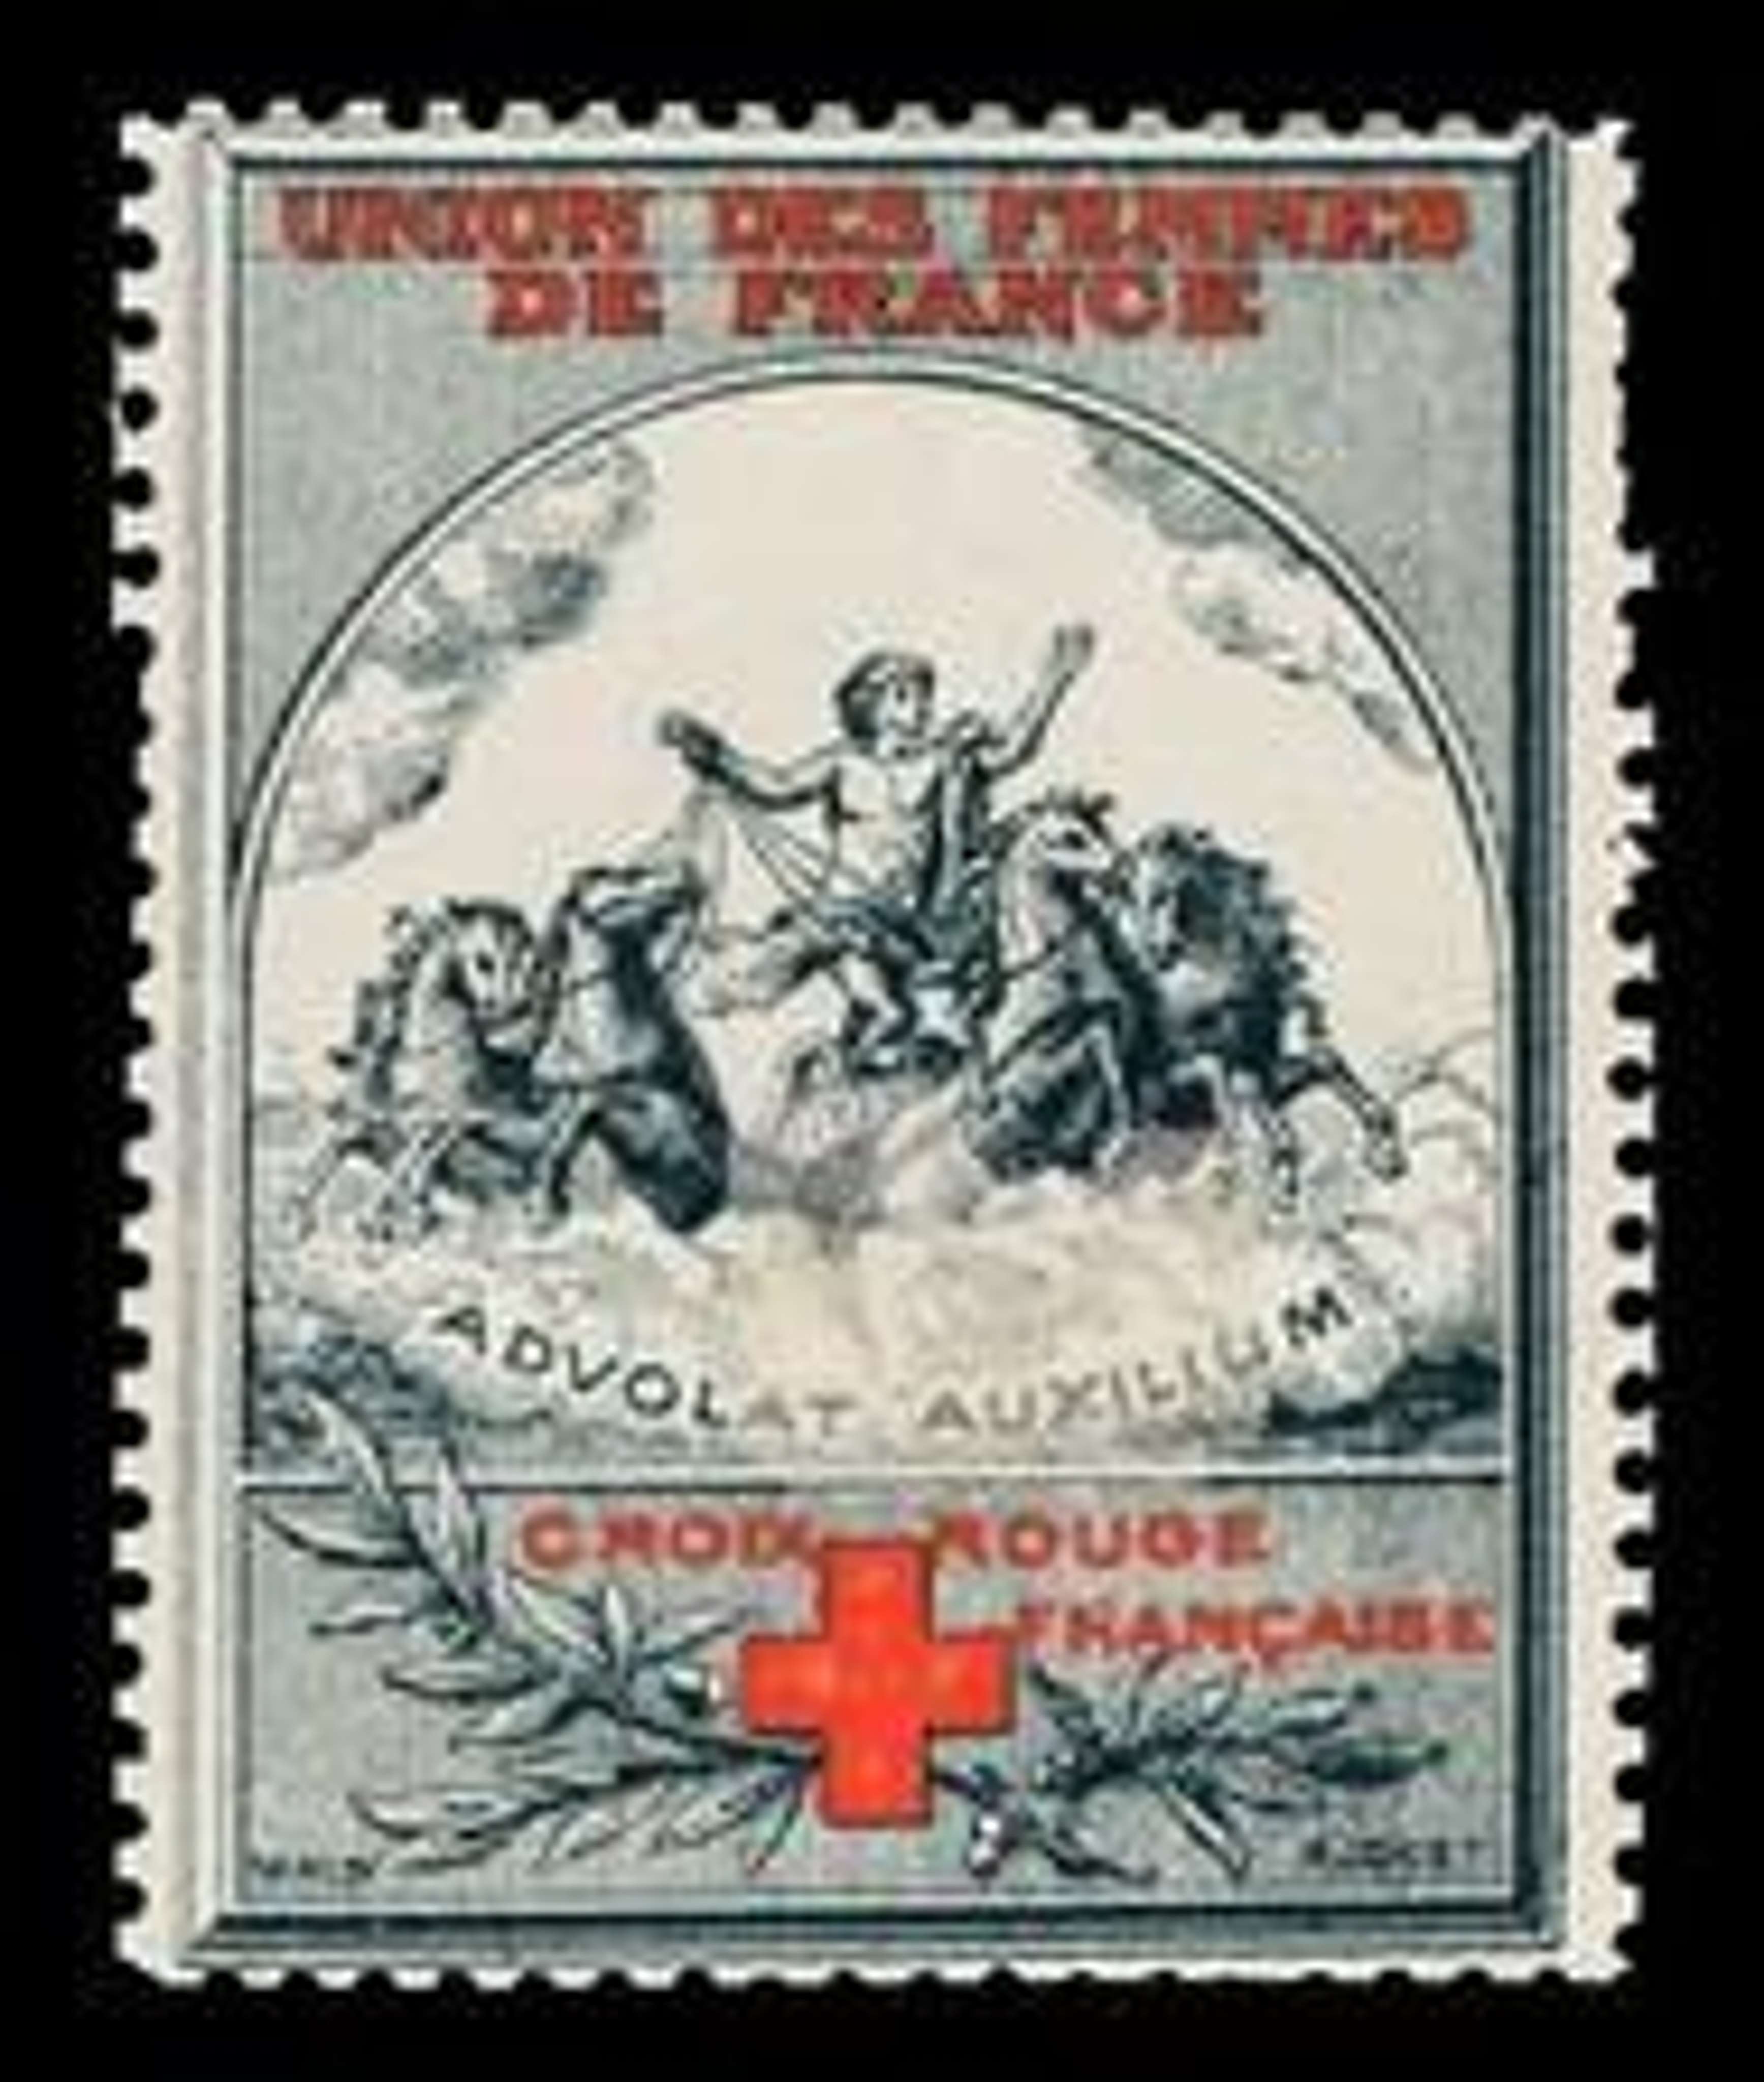 UNION DES FEMMES
DE FRANCE
ADVOLAT AUXILIUM
CROIX ROUGE
FRANÇAISE